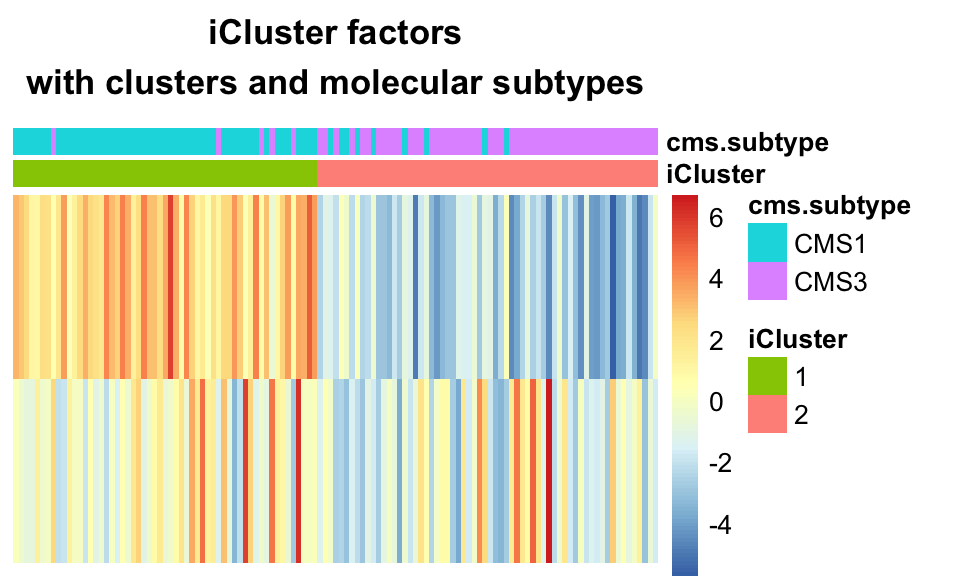 iCluster factors
with clusters and molecular subtypes
cms.subtype
iCluster
6
4
2
0
-2
-4
cms.subtype
CMS1
CMS3
iCluster
1
2